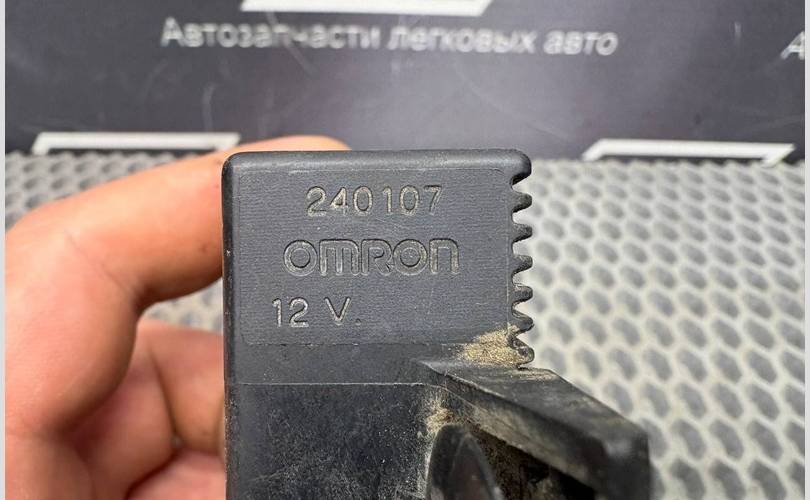 Автозапчасти легковых авто
240107
OMRON
12 V.